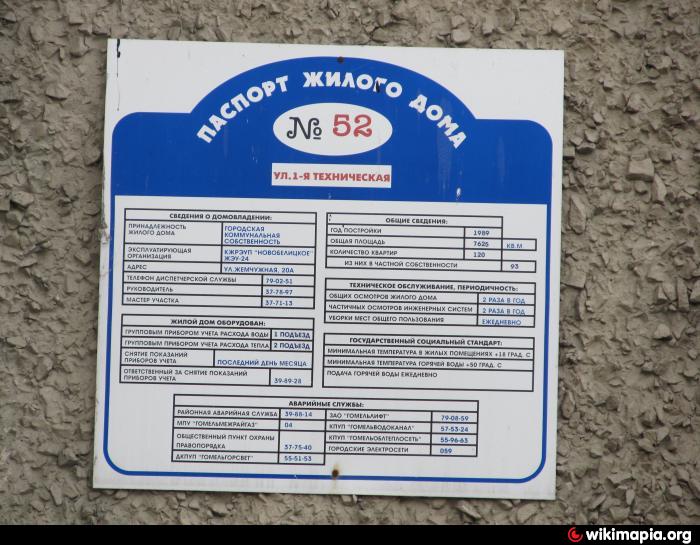 ПАСПОРТ ЖИЛОГО ДОМА
№ 52
УЛ.1-Я ТЕХНИЧЕСКАЯ
СВЕДЕНИЯ О ДОМОВЛАДЕНИИ:
ПРИНАДЛЕЖНОСТЬ ЖИЛОГО ДОМА ГОРОДСКАЯ КОММУНАЛЬНАЯ СОБСТВЕННОСТЬ
ЭКСПЛУАТИРУЮЩАЯ ОРГАНИЗАЦИЯ КЖРЭУП "НОВОБЕЛИЦКОЕ" ЖЭУ-24
АДРЕС УЛ.ЖЕМЧУЖНАЯ, 20А
ТЕЛЕФОН ДИСПЕТЧЕРСКОЙ СЛУЖБЫ 79-02-51
РУКОВОДИТЕЛЬ 37-78-97
МАСТЕР УЧАСТКА 37-71-13
ЖИЛОЙ ДОМ ОБОРУДОВАН:
ГРУППОВЫМ ПРИБОРОМ УЧЕТА РАСХОДА ВОДЫ 1 ПОДЪЕЗД
ГРУППОВЫМ ПРИБОРОМ УЧЕТА РАСХОДА ТЕПЛА 2 ПОДЪЕЗД
СНЯТИЕ ПОКАЗАНИЙ ПРИБОРОВ УЧЕТА ПОСЛЕДНИЙ ДЕНЬ МЕСЯЦА
ОТВЕТСТВЕННЫЙ ЗА СНЯТИЕ ПОКАЗАНИЙ ПРИБОРОВ УЧЕТА 39-89-28
ОБЩИЕ СВЕДЕНИЯ:
ГОД ПОСТРОЙКИ 1989
ОБЩАЯ ПЛОЩАДЬ 7625 КВ.М
КОЛИЧЕСТВО КВАРТИР 120
ИЗ НИХ В ЧАСТНОЙ СОБСТВЕННОСТИ 93
ТЕХНИЧЕСКОЕ ОБСЛУЖИВАНИЕ, ПЕРИОДИЧНОСТЬ:
ОБЩИХ ОСМОТРОВ ЖИЛОГО ДОМА 2 РАЗА В ГОД
ЧАСТИЧНЫХ ОСМОТРОВ ИНЖЕНЕРНЫХ СИСТЕМ 2 РАЗА В ГОД
УБОРКИ МЕСТ ОБЩЕГО ПОЛЬЗОВАНИЯ ЕЖЕДНЕВНО
ГОСУДАРСТВЕННЫЙ СОЦИАЛЬНЫЙ СТАНДАРТ:
МИНИМАЛЬНАЯ ТЕМПЕРАТУРА В ЖИЛЫХ ПОМЕЩЕНИЯХ +18 ГРАД. С
МИНИМАЛЬНАЯ ТЕМПЕРАТУРА ГОРЯЧЕЙ ВОДЫ +50 ГРАД. С
ПОДАЧА ГОРЯЧЕЙ ВОДЫ ЕЖЕДНЕВНО
АВАРИЙНЫЕ СЛУЖБЫ:
РАЙОННАЯ АВАРИЙНАЯ СЛУЖБА 39-88-14
МПУ "ГОМЕЛЬМЕЖРАЙГАЗ" 04
ОБЩЕСТВЕННЫЙ ПУНКТ ОХРАНЫ ПРАВОПОРЯДКА 37-75-40
ДКПУП "ГОМЕЛЬГОРСВЕТ" 55-51-53
ЗАО "ГОМЕЛЬЛИФТ" 79-08-59
КПУП "ГОМЕЛЬВОДОКАНАЛ" 57-53-24
КПУП "ГОМЕЛЬОБЛТЕПЛОСЕТЬ" 55-96-63
ГОРОДСКИЕ ЭЛЕКТРОСЕТИ 059
wikimapia.org